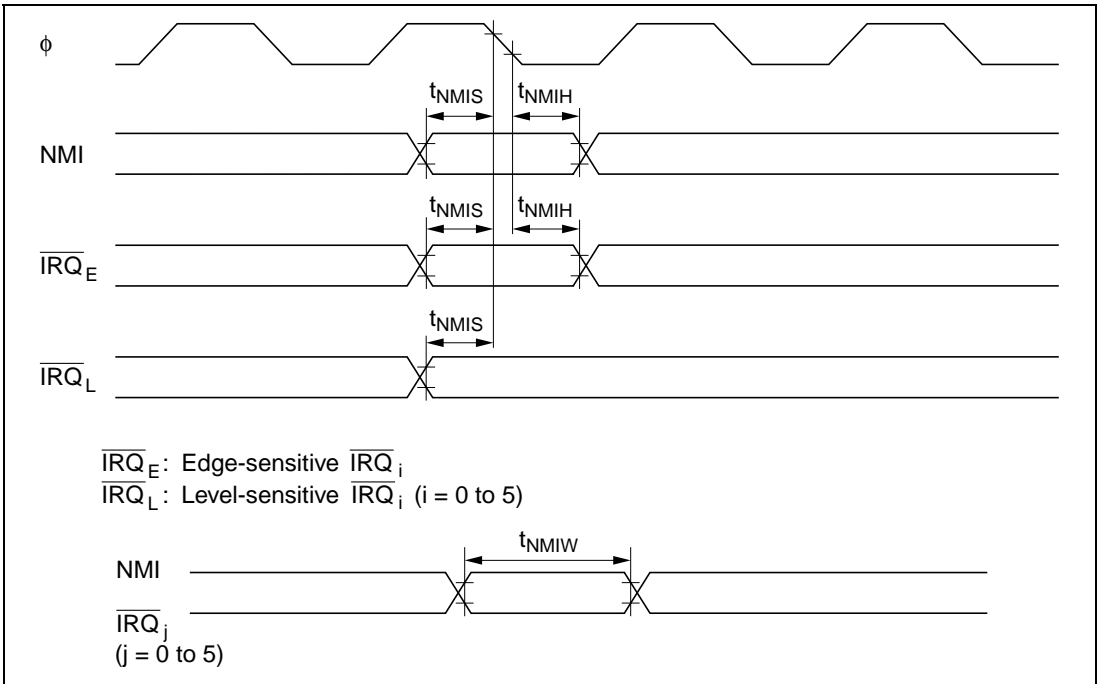 ϕ
tNMIS tNMIH
NMI
tNMIS tNMIH
IRQE
tNMIS
IRQL
IRQE: Edge-sensitive IRQi
IRQL: Level-sensitive IRQi (i = 0 to 5)
tNMIW
NMI
IRQj
(j = 0 to 5)